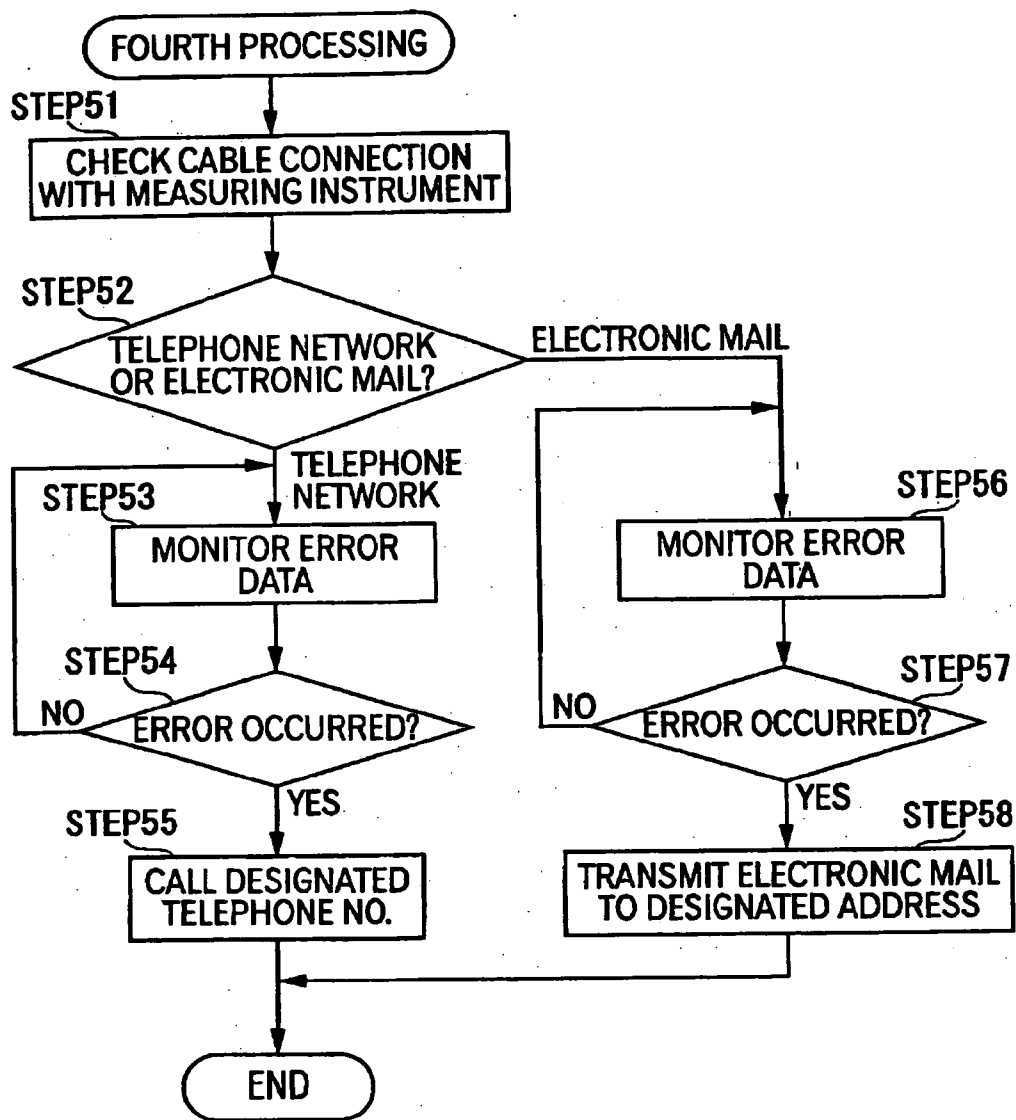 FOURTH PROCESSING
STEP51
CHECK CABLE CONNECTION
WITH MEASURING INSTRUMENT
STEP52
TELEPHONE NETWORK
OR ELECTRONIC MAIL?
ELECTRONIC MAIL
TELEPHONE
NETWORK
STEP53
MONITOR ERROR
DATA
STEP54
NO
ERROR OCCURRED?
YES
STEP55
CALL DESIGNATED
TELEPHONE NO.
STEP56
MONITOR ERROR
DATA
STEP57
NO
ERROR OCCURRED?
YES
STEP58
TRANSMIT ELECTRONIC MAIL
TO DESIGNATED ADDRESS
END